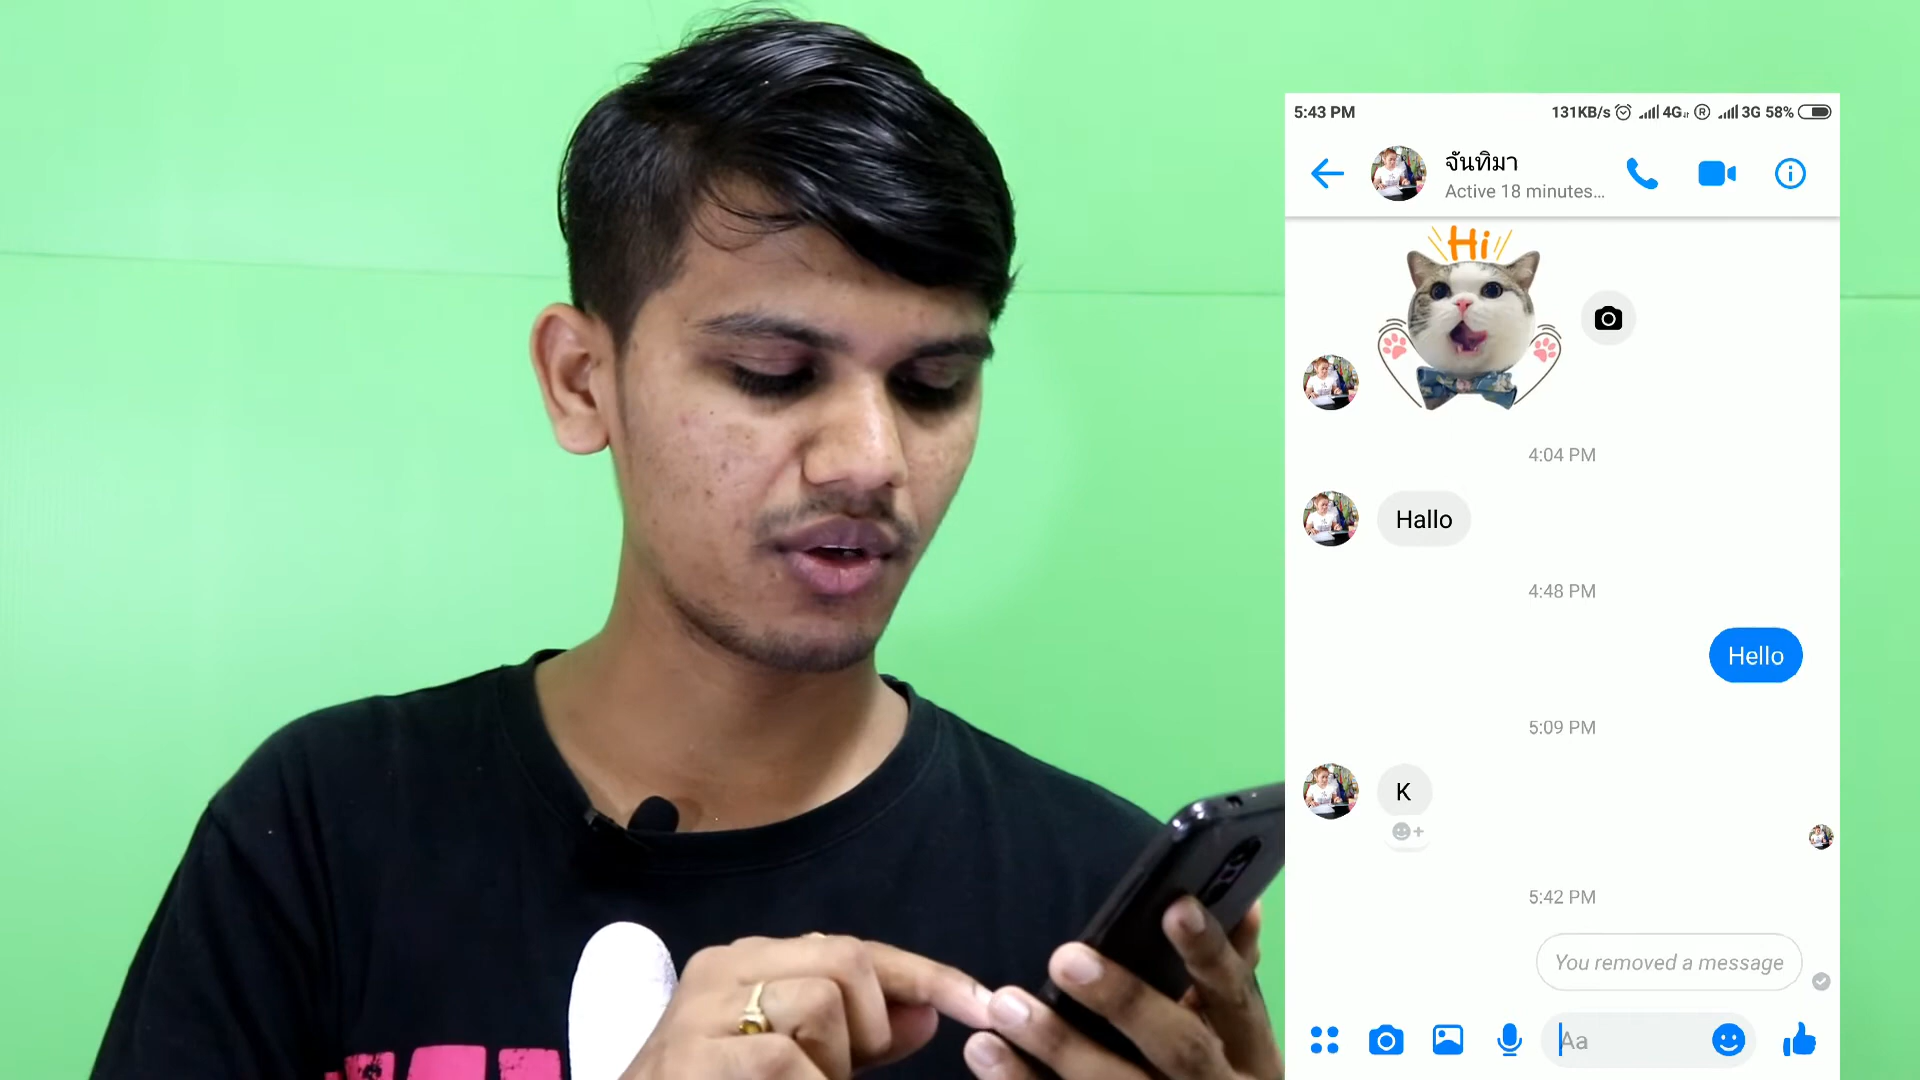 5:43 PM 131KB/s 4G R 3G 58%
จันทิมา
Active 18 minutes...
Hi
4:04 PM
Hallo
4:48 PM
Hello
5:09 PM
K
5:42 PM
You removed a message
Aa